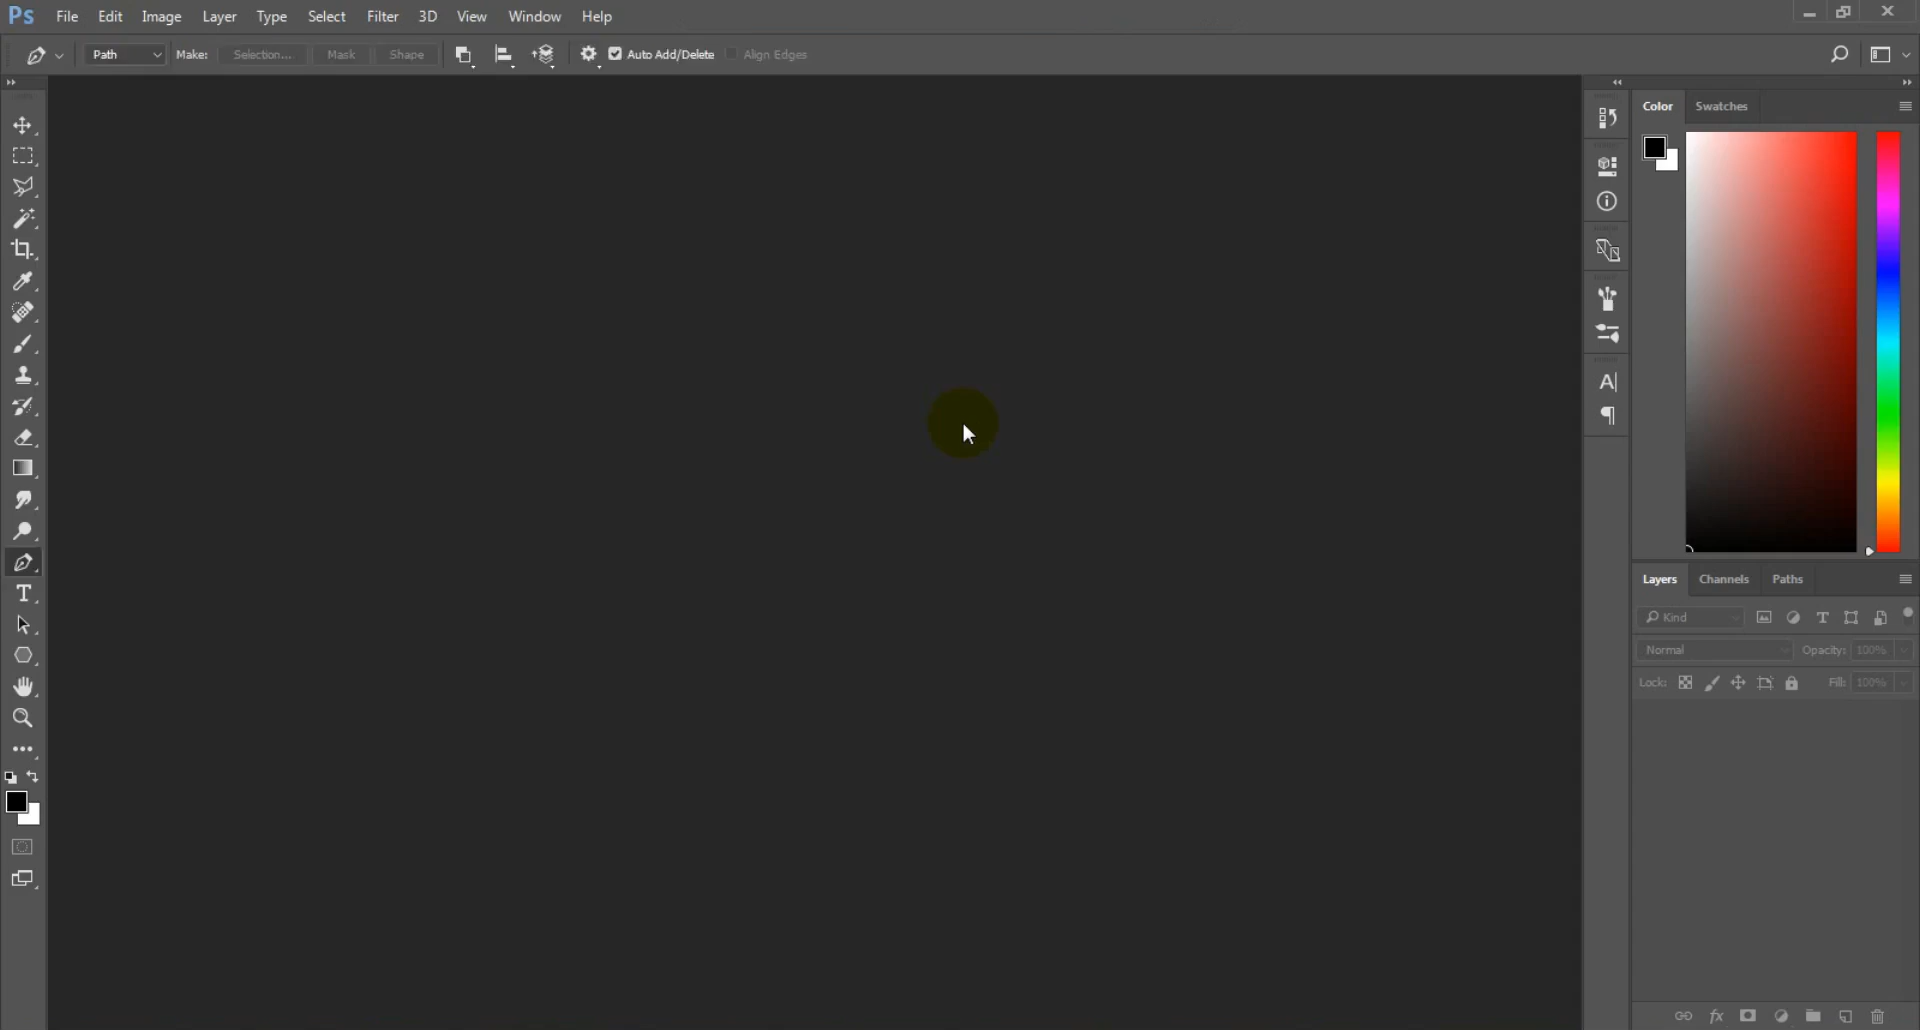 Ps File Edit Image Layer Type Select Filter 3D View Window Help
Path Make: Selection... Mask Shape Auto Add/Delete Align Edges
Color Swatches
Layers Channels Paths
Kind
Normal Opacity: 100%
Lock: Fill: 100%